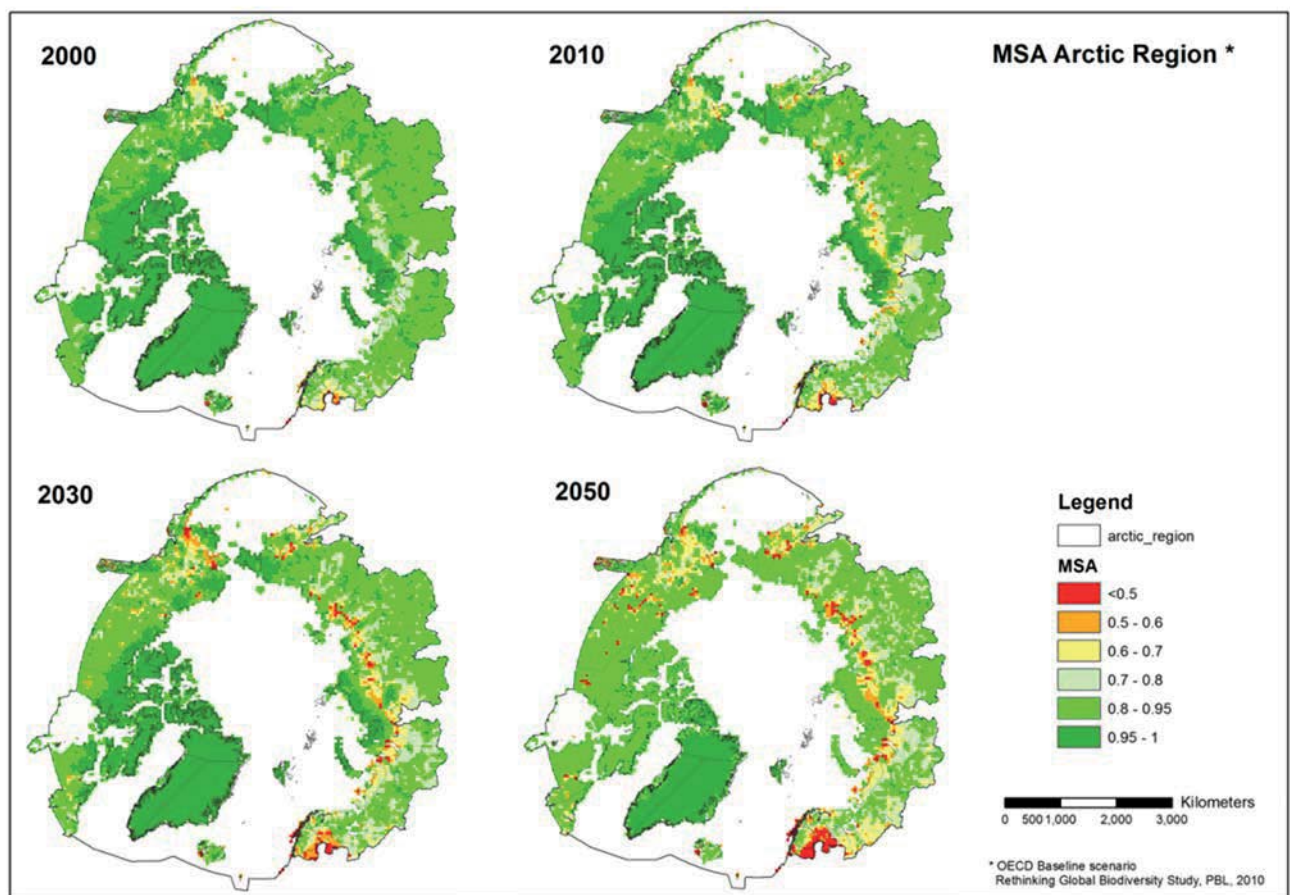 2000
2010
MSA Arctic Region *
2030
2050
Legend
arctic_region
MSA
<0.5
0.5 - 0.6
0.6 - 0.7
0.7 - 0.8
0.8 - 0.95
0.95 - 1
Kilometers
0 500 1,000 2,000 3,000
* OECD Baseline scenario
Rethinking Global Biodiversity Study, PBL, 2010